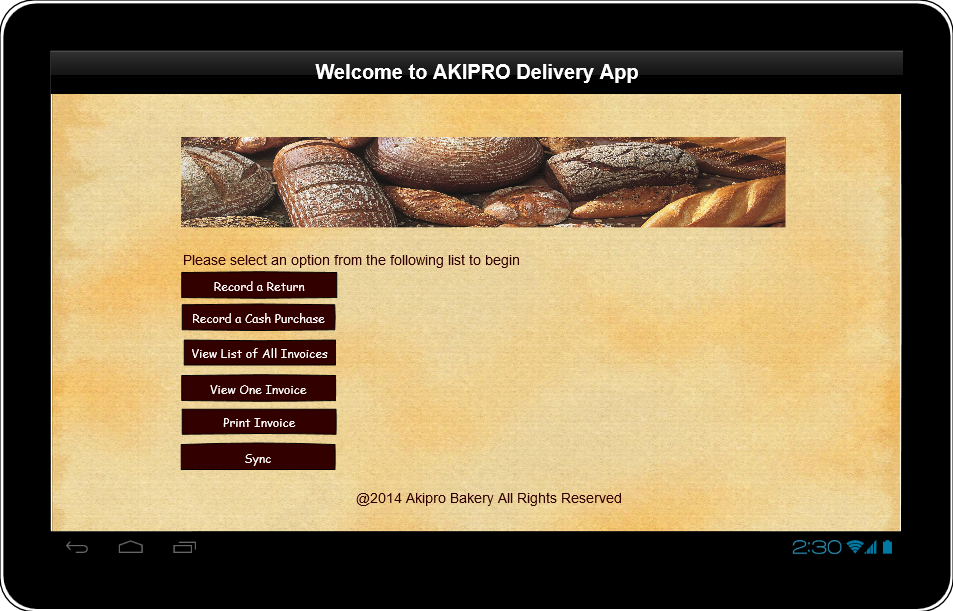 Welcome to AKIPRO Delivery App
Please select an option from the following list to begin
Record a Return
Record a Cash Purchase
View List of All Invoices
View One Invoice
Print Invoice
Sync
@2014 Akipro Bakery All Rights Reserved
2:30